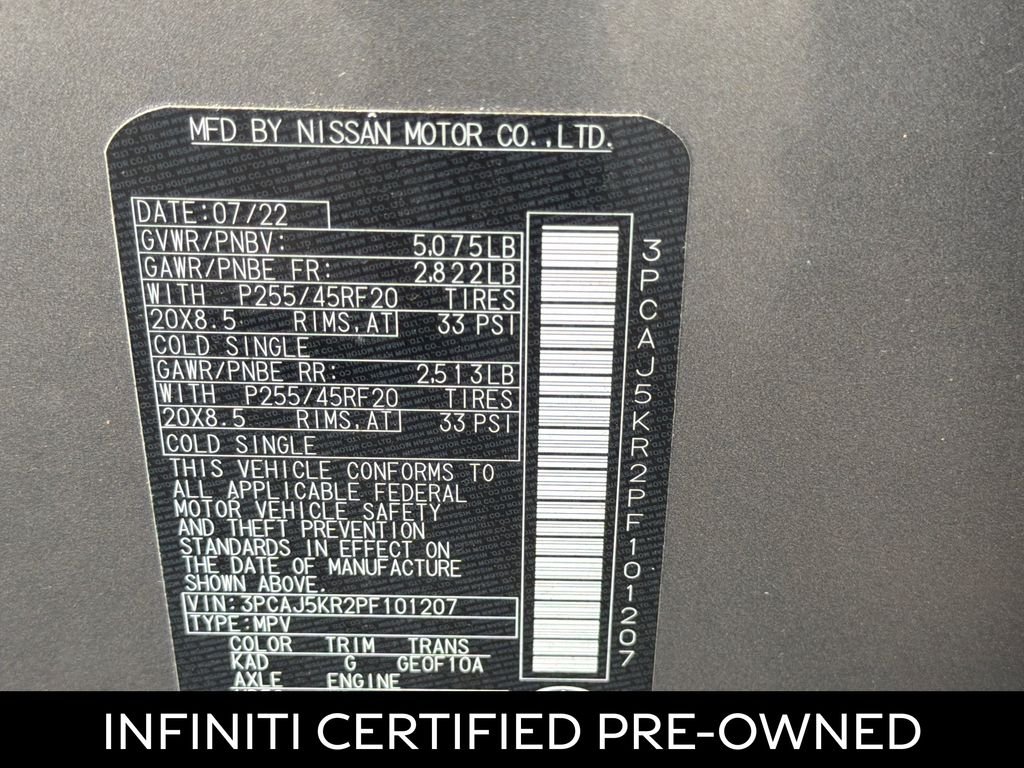 MFD BY NISSAN MOTOR CO.,LTD.
DATE:07/22
GVWR/PNBV: 5,075LB
GAWR/PNBE FR: 2,822LB
WITH P255/45RF20 TIRES
20X8.5 RIMS,AT 33 PSI
COLD SINGLE
GAWR/PNBE RR: 2,513LB
WITH P255/45RF20 TIRES
20X8.5 RIMS,AT 33 PSI
COLD SINGLE
THIS VEHICLE CONFORMS TO
ALL APPLICABLE FEDERAL
MOTOR VEHICLE SAFETY
AND THEFT PREVENTION
STANDARDS IN EFFECT ON
THE DATE OF MANUFACTURE
SHOWN ABOVE.
VIN:3PCAJ5KR2PF101207
TYPE:MPV
COLOR TRIM TRANS
KAD G GE0F10A
AXLE ENGINE
3PCAJ5KR2PF101207
INFINITI CERTIFIED PRE-OWNED